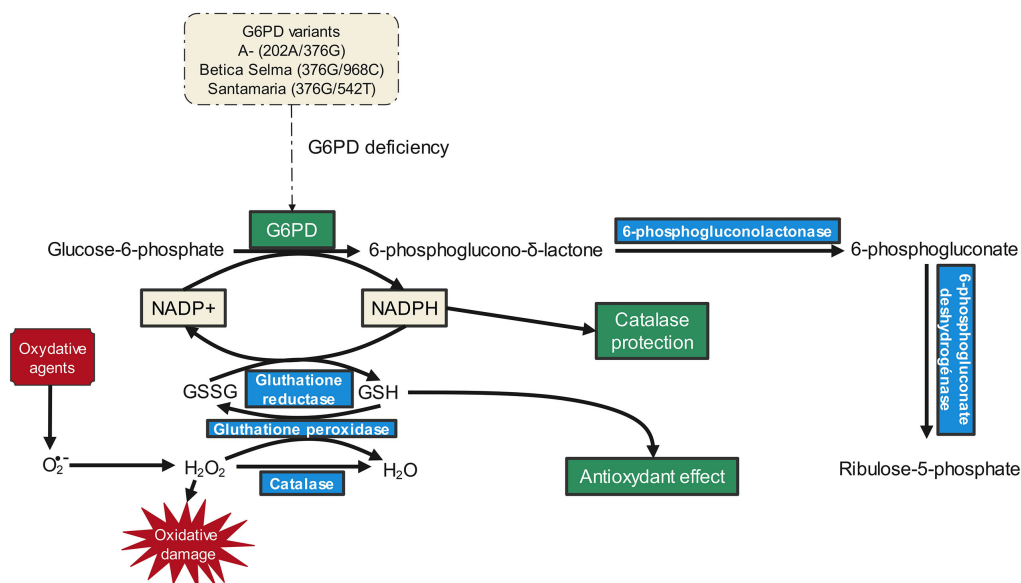 G6PD variants
A- (202A/376G)
Betica Selma (376G/968C)
Santamaria (376G/542T)
G6PD deficiency
G6PD
Glucose-6-phosphate
6-phosphoglucono-δ-lactone
6-phosphogluconolactonase
6-phosphogluconate
NADP+
NADPH
6-phosphogluconate
deshydrogénase
Catalase
protection
Oxydative
agents
GSSG
Gluthatione
reductase
GSH
Gluthatione peroxidase
O₂•-
H₂O₂
H₂O
Catalase
Antioxydant effect
Ribulose-5-phosphate
Oxidative
damage